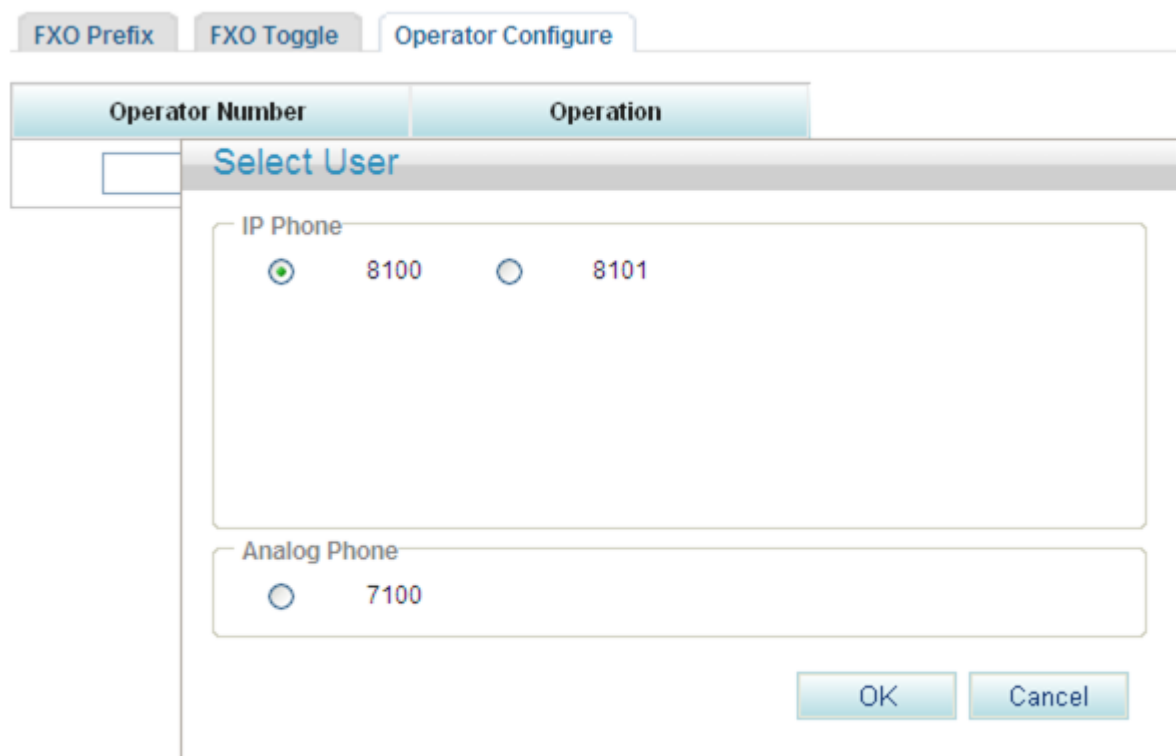 FXO Prefix FXO Toggle Operator Configure
Operator Number Operation
Select User
IP Phone
8100 8101
Analog Phone
7100
OK Cancel